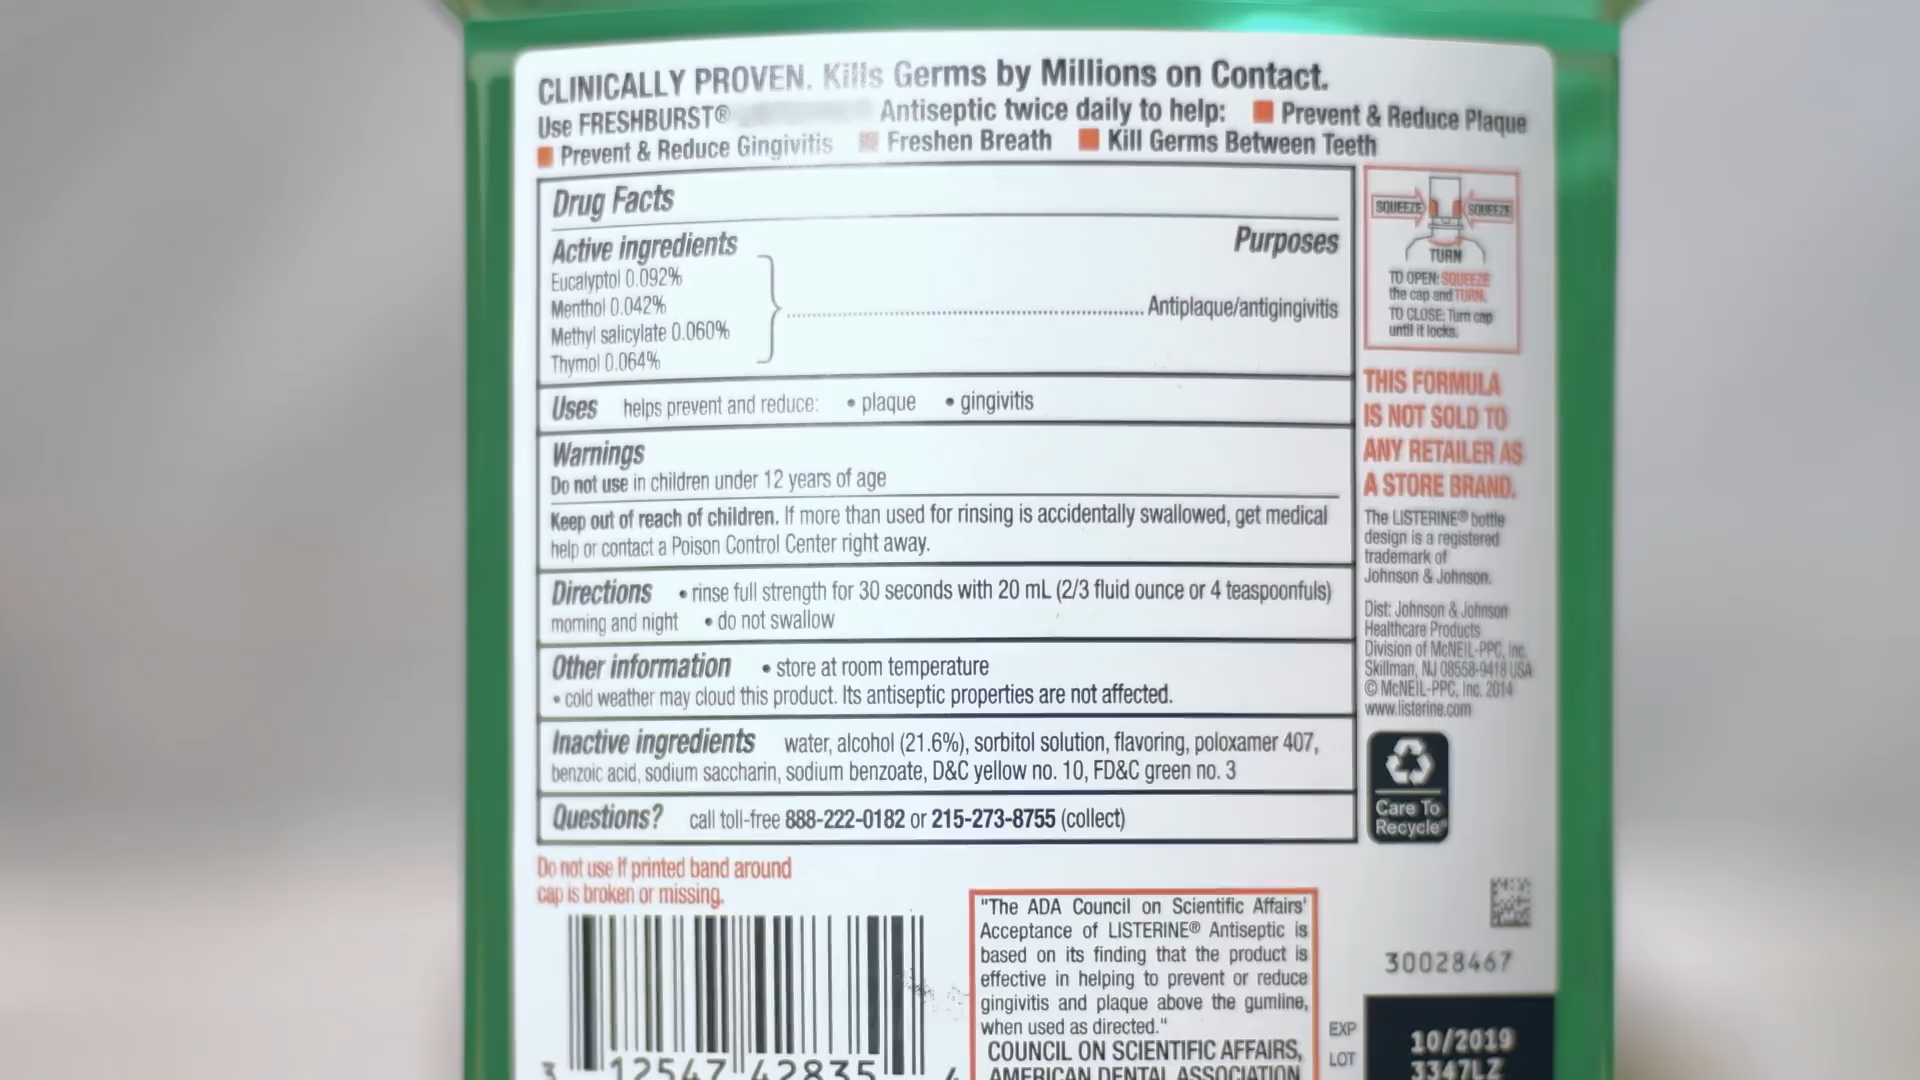 CLINICALLY PROVEN. Kills Germs by Millions on Contact.
Use FRESHBURST® Antiseptic twice daily to help: Prevent & Reduce Plaque
Prevent & Reduce Gingivitis Freshen Breath Kill Germs Between Teeth
Drug Facts
Active ingredients Purposes
Eucalyptol 0.092%
Menthol 0.042%
Methyl salicylate 0.060%
Thymol 0.064%
Antiplaque/antigingivitis
Uses helps prevent and reduce: • plaque • gingivitis
Warnings
Do not use in children under 12 years of age
Keep out of reach of children. If more than used for rinsing is accidentally swallowed, get medical
help or contact a Poison Control Center right away.
Directions • rinse full strength for 30 seconds with 20 mL (2/3 fluid ounce or 4 teaspoonfuls)
morning and night • do not swallow
Other information • store at room temperature
• cold weather may cloud this product. Its antiseptic properties are not affected.
Inactive ingredients water, alcohol (21.6%), sorbitol solution, flavoring, poloxamer 407,
benzoic acid, sodium saccharin, sodium benzoate, D&C yellow no. 10, FD&C green no. 3
Questions? call toll-free 888-222-0182 or 215-273-8755 (collect)
SQUEEZE SQUEEZE
TURN
TO OPEN: SQUEEZE
the cap and TURN.
TO CLOSE: Turn cap
until it locks.
THIS FORMULA
IS NOT SOLD TO
ANY RETAILER AS
A STORE BRAND.
The LISTERINE® bottle
design is a registered
trademark of
Johnson & Johnson.
Dist: Johnson & Johnson
Healthcare Products
Division of McNEIL-PPC, Inc.
Skillman, NJ 08558-9418 USA
© McNEIL-PPC, Inc. 2014
www.listerine.com
Care To
Recycle®
Do not use if printed band around
cap is broken or missing.
3 12547 42835 4
"The ADA Council on Scientific Affairs'
Acceptance of LISTERINE® Antiseptic is
based on its finding that the product is
effective in helping to prevent or reduce
gingivitis and plaque above the gumline,
when used as directed."
COUNCIL ON SCIENTIFIC AFFAIRS,
AMERICAN DENTAL ASSOCIATION
30028467
EXP 10/2019
LOT 3347LZ